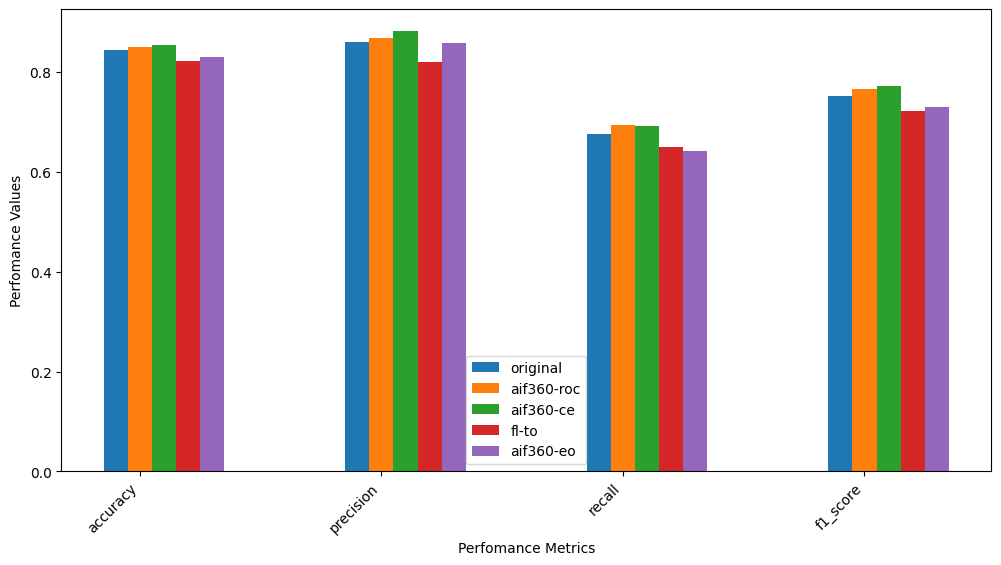 Perfomance Values
0.8
0.6
0.4
0.2
0.0
original
aif360-roc
aif360-ce
fl-to
aif360-eo
accuracy
precision
recall
f1_score
Perfomance Metrics